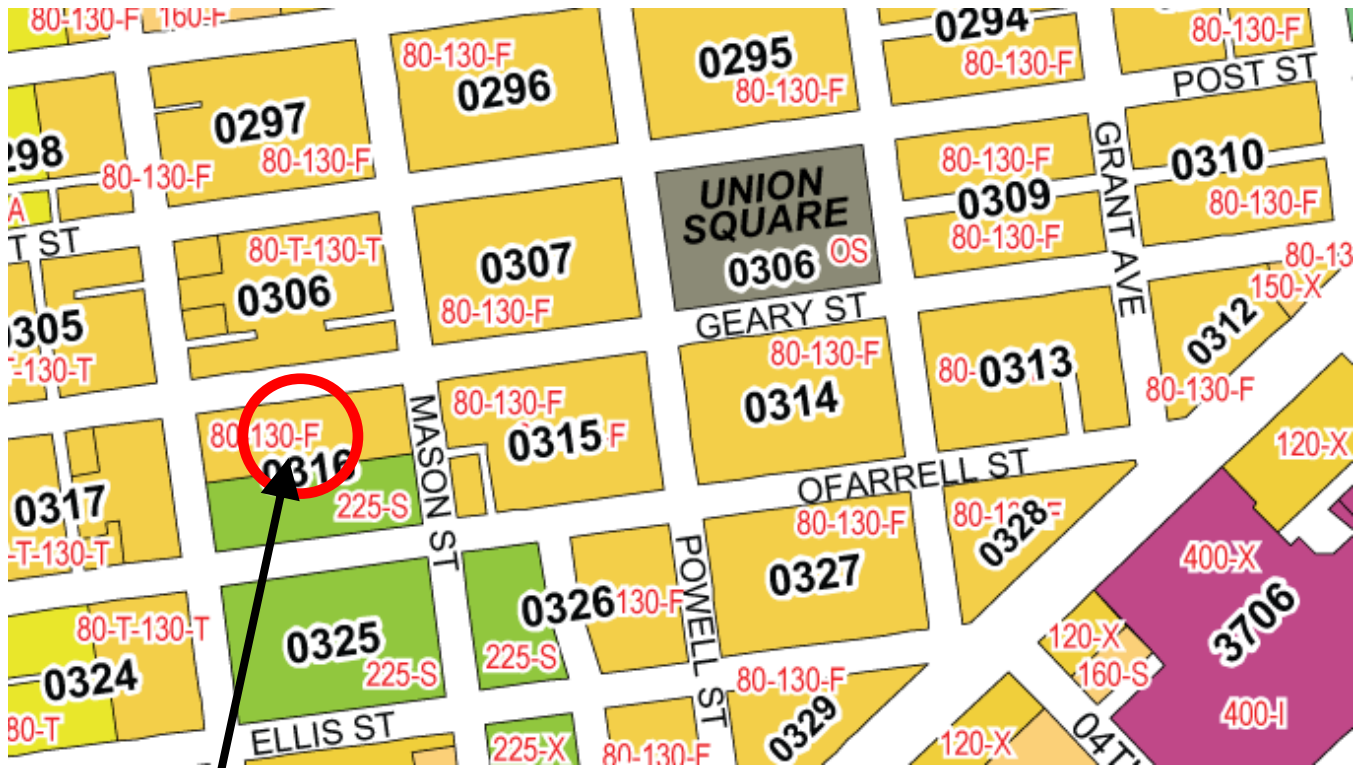 80-130-F
160-F
80-130-F
0296
0295
80-130-F
0294
80-130-F
80-130-F
POST ST
0297
80-130-F
298
80-130-F
UNION
SQUARE
0306
OS
80-130-F
0309
80-130-F
GRANT AVE
0310
80-130-F
A
T ST
80-T-130-T
0306
0307
80-130-F
80-13
150-X
0312
80-130-F
0305
T-130-T
GEARY ST
80-130-F
0314
80-
0313
80-130-F
0316
225-S
MASON ST
80-130-F
0315
F
OFARRELL ST
120-X
0317
-T-130-T
80-130-F
0327
0328
400-X
3706
400-I
0326
130-F
225-S
POWELL ST
0325
225-S
80-T-130-T
0324
80-T
120-X
160-S
80-130-F
0329
ELLIS ST
225-X
80-130-F
120-X
04TH